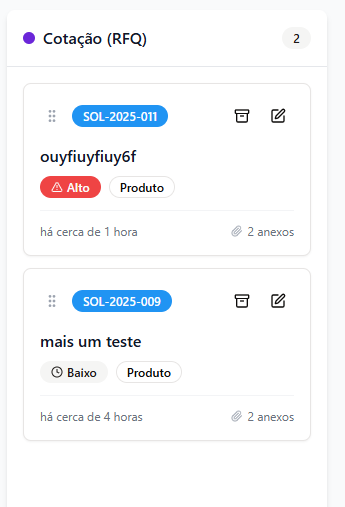 Cotação (RFQ) 2
SOL-2025-011
ouyfiuyfiuy6f
Alto Produto
há cerca de 1 hora 2 anexos
SOL-2025-009
mais um teste
Baixo Produto
há cerca de 4 horas 2 anexos